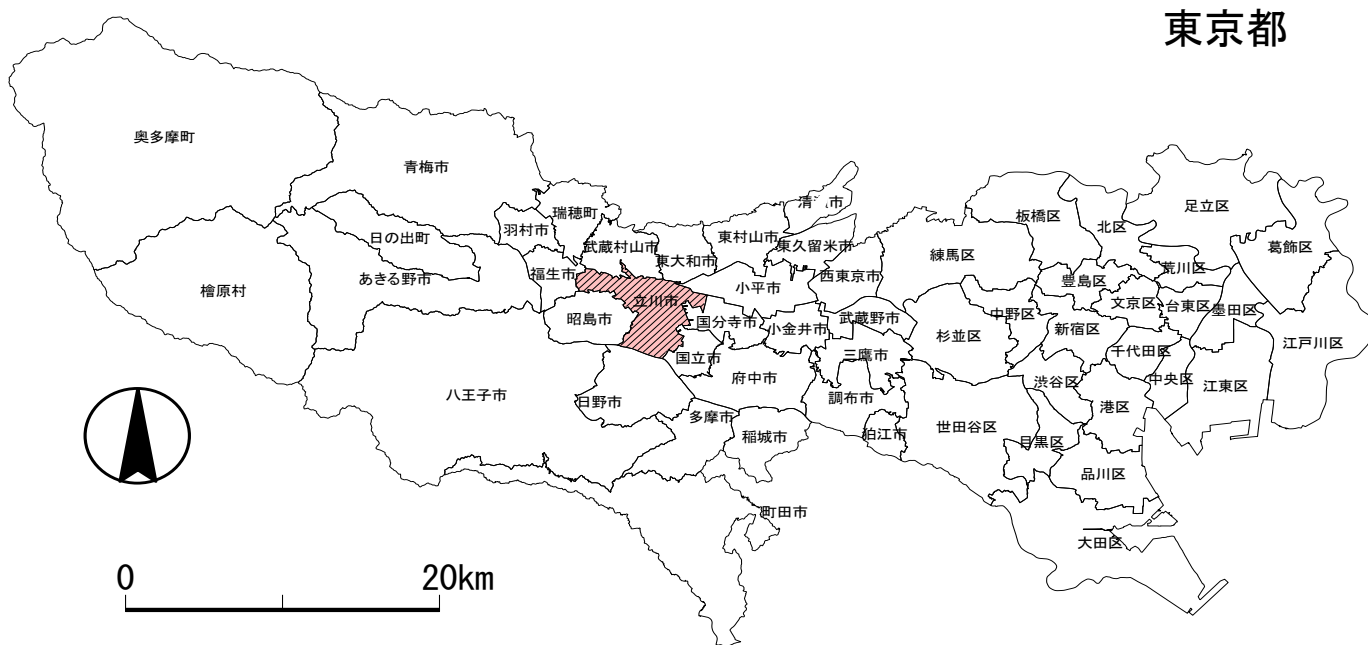 東京都
奥多摩町
青梅市
瑞穂町
羽村市
日の出町
あきる野市
檜原村
福生市
武蔵村山市
東大和市
東村山市
東久留米市
立川市
昭島市
小平市
西東京市
国分寺市
小金井市
武蔵野市
国立市
府中市
三鷹市
調布市
狛江市
八王子市
日野市
多摩市
稲城市
町田市
練馬区
板橋区
北区
足立区
葛飾区
荒川区
豊島区
文京区
台東区
墨田区
中野区
杉並区
新宿区
千代田区
江戸川区
渋谷区
中央区
江東区
港区
世田谷区
目黒区
品川区
大田区
0
20km